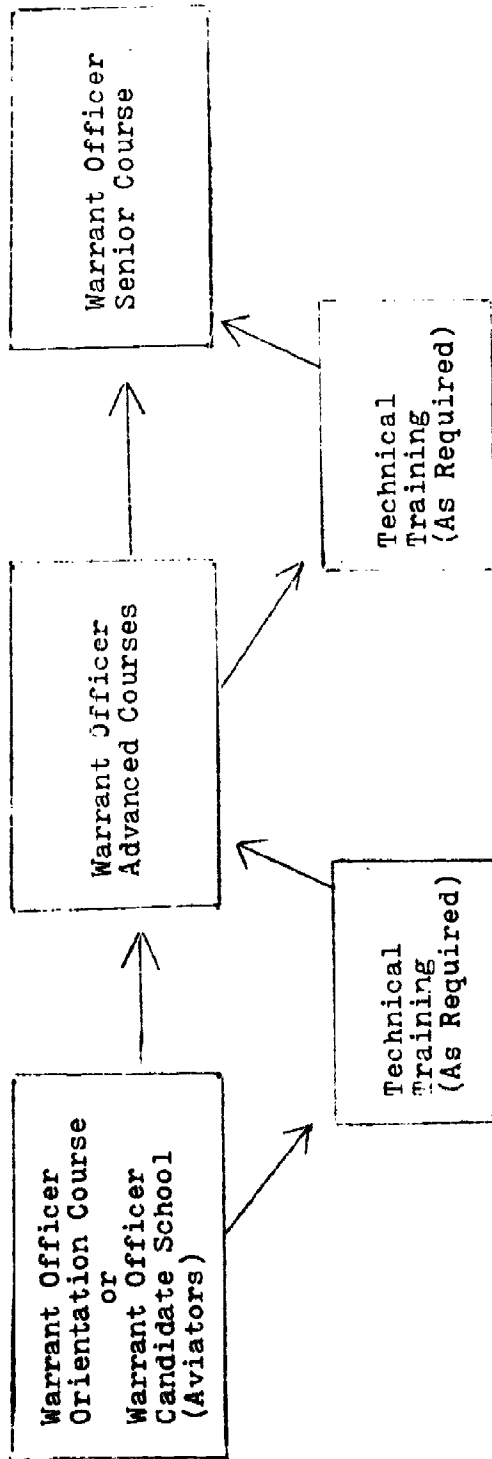 Warrant Officer
Orientation Course
or
Warrant Officer
Candidate School
(Aviators)
Technical
Training
(As Required)
Warrant Officer
Advanced Courses
Technical
Training
(As Required)
Warrant Officer
Senior Course